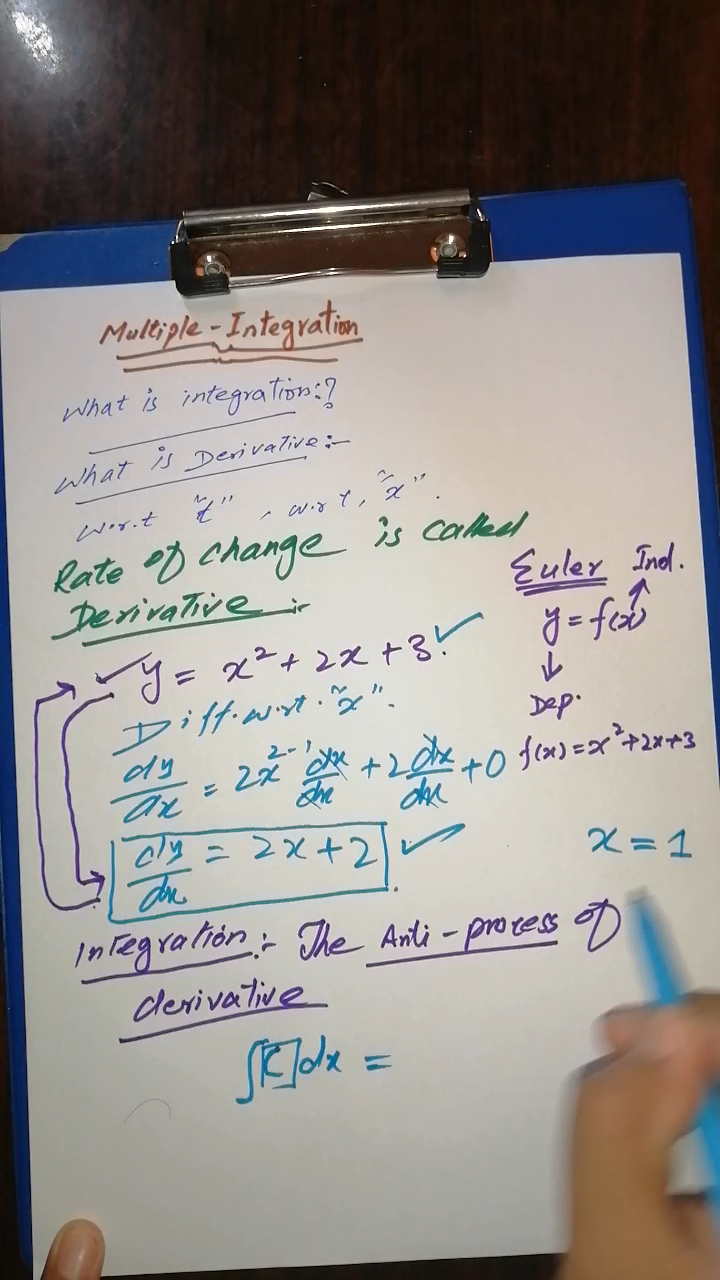 Multiple-Integration
What is integration:?
What is Derivative:-
w.r.t "t", w.r.t, "x".
Rate of change is called
Derivative :-
Euler Ind.
y = f(x)
Dep.
f(x) = x²+2x+3
y = x² + 2x + 3.
Diff. w.r.t. "x".
dy/dx = 2x²⁻¹ dx/dx + 2 dx/dx + 0
dy/dx = 2x+2
x = 1
Integration:- The Anti-process of
derivative
∫[C]dx =